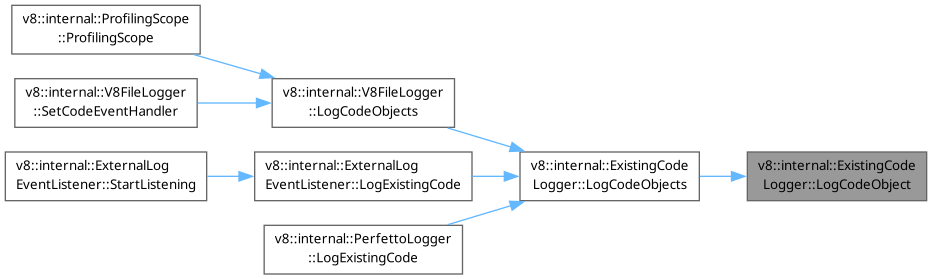 v8::internal::ProfilingScope
::ProfilingScope
v8::internal::V8FileLogger
::SetCodeEventHandler
v8::internal::V8FileLogger
::LogCodeObjects
v8::internal::ExternalLog
EventListener::StartListening
v8::internal::ExternalLog
EventListener::LogExistingCode
v8::internal::ExistingCode
Logger::LogCodeObjects
v8::internal::ExistingCode
Logger::LogCodeObject
v8::internal::PerfettoLogger
::LogExistingCode